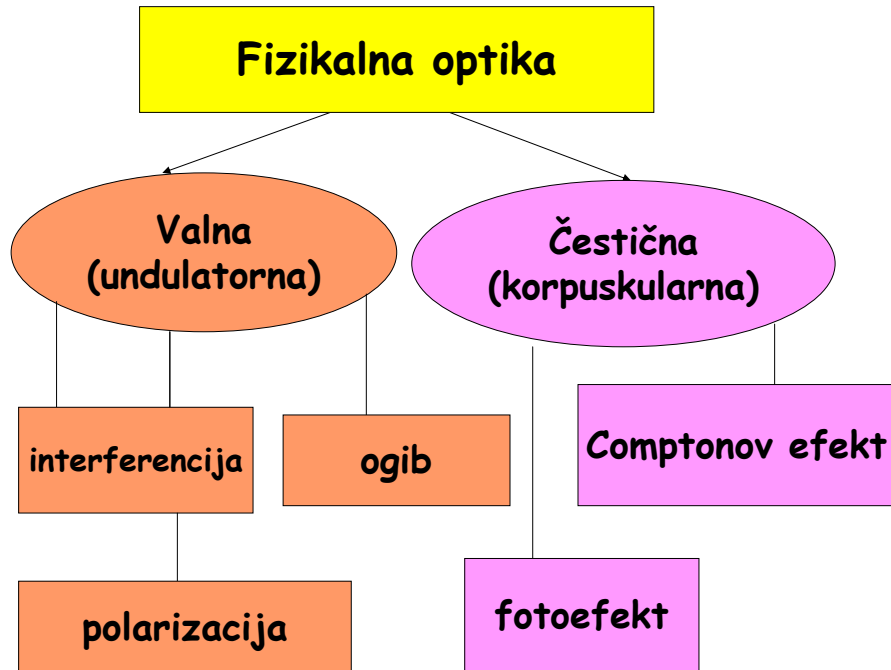 Fizikalna optika
Valna
(undulatorna)
Čestična
(korpuskularna)
interferencija
ogib
Comptonov efekt
polarizacija
fotoefekt